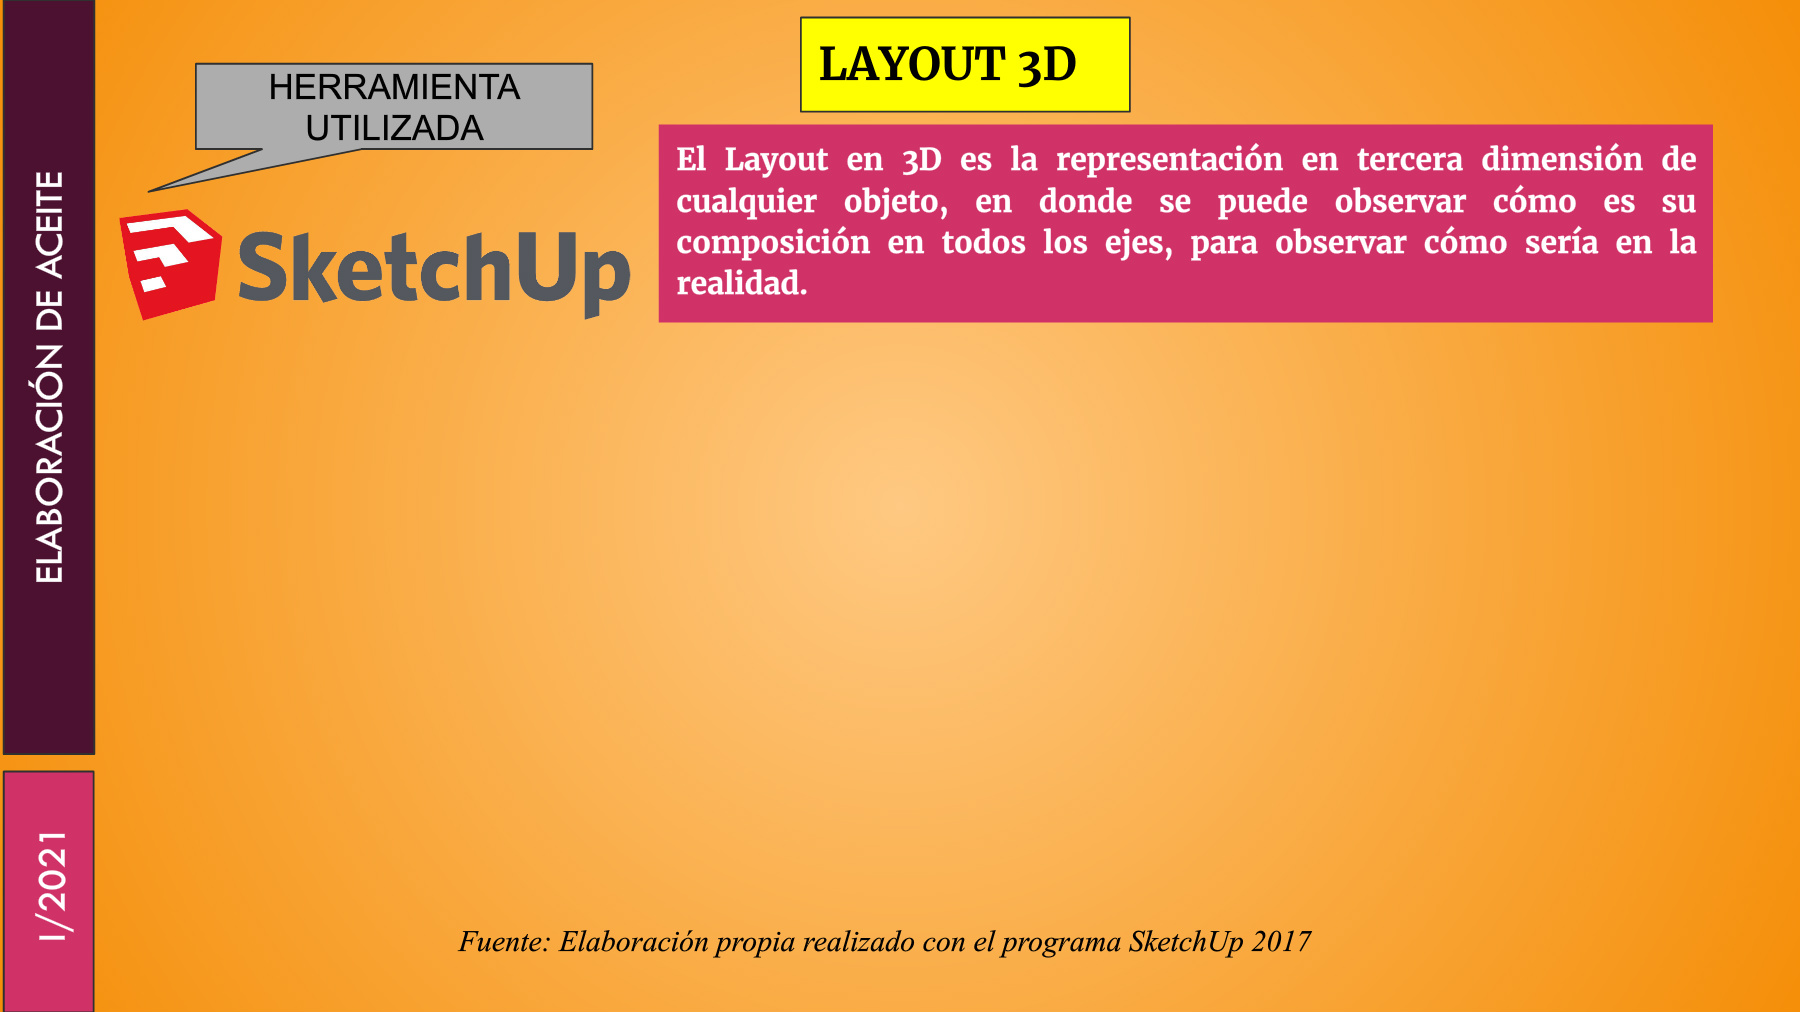 LAYOUT 3D
HERRAMIENTA
UTILIZADA
SketchUp
El Layout en 3D es la representación en tercera dimensión de
cualquier objeto, en donde se puede observar cómo es su
composición en todos los ejes, para observar cómo sería en la
realidad.
ELABORACIÓN DE ACEITE
I/2021
Fuente: Elaboración propia realizado con el programa SketchUp 2017